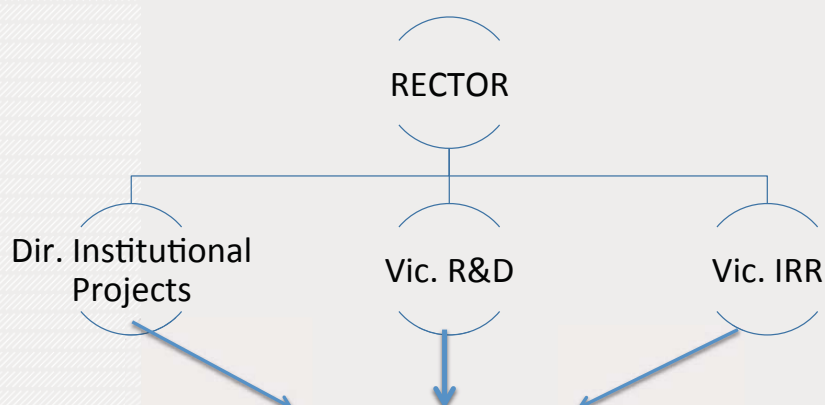 RECTOR
Dir. Institutional
Projects
Vic. R&D
Vic. IRR